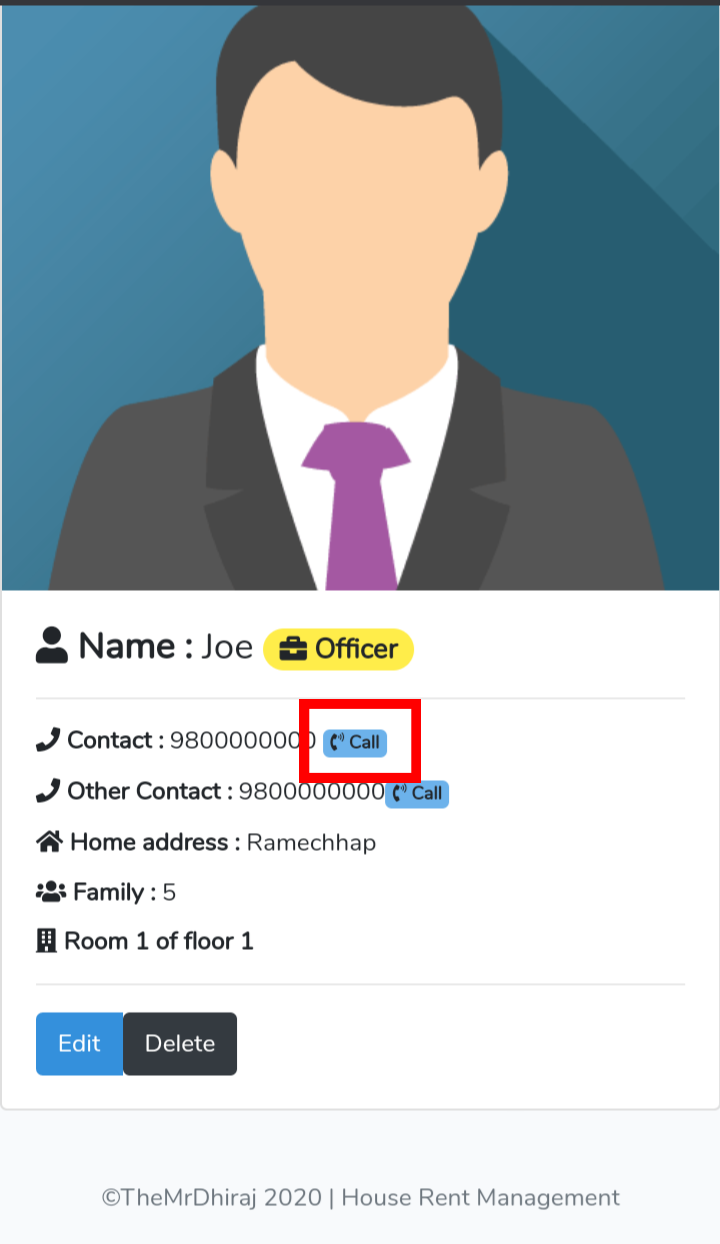 Name : Joe Officer
Contact : 9800000000 Call
Other Contact : 9800000000 Call
Home address : Ramechhap
Family : 5
Room 1 of floor 1
Edit Delete
©TheMrDhiraj 2020 | House Rent Management